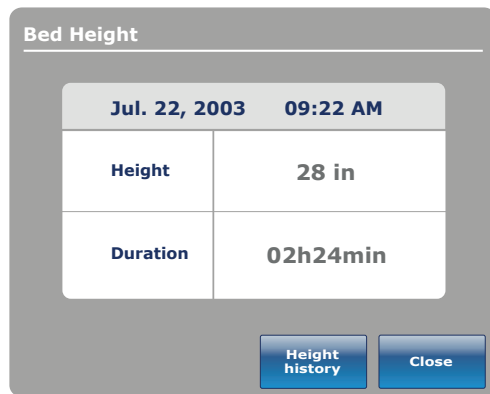 Bed Height
Jul. 22, 2003 09:22 AM
Height 28 in
Duration 02h24min
Height
history
Close